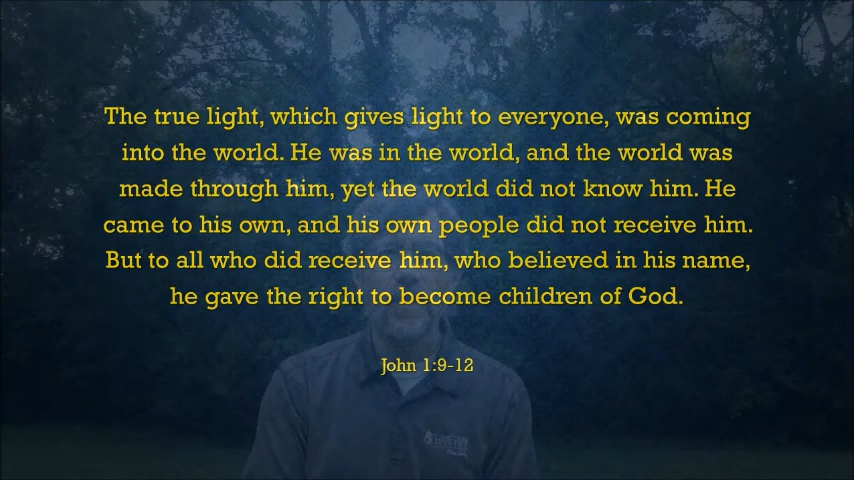 The true light, which gives light to everyone, was coming
into the world. He was in the world, and the world was
made through him, yet the world did not know him. He
came to his own, and his own people did not receive him.
But to all who did receive him, who believed in his name,
he gave the right to become children of God.
John 1:9-12